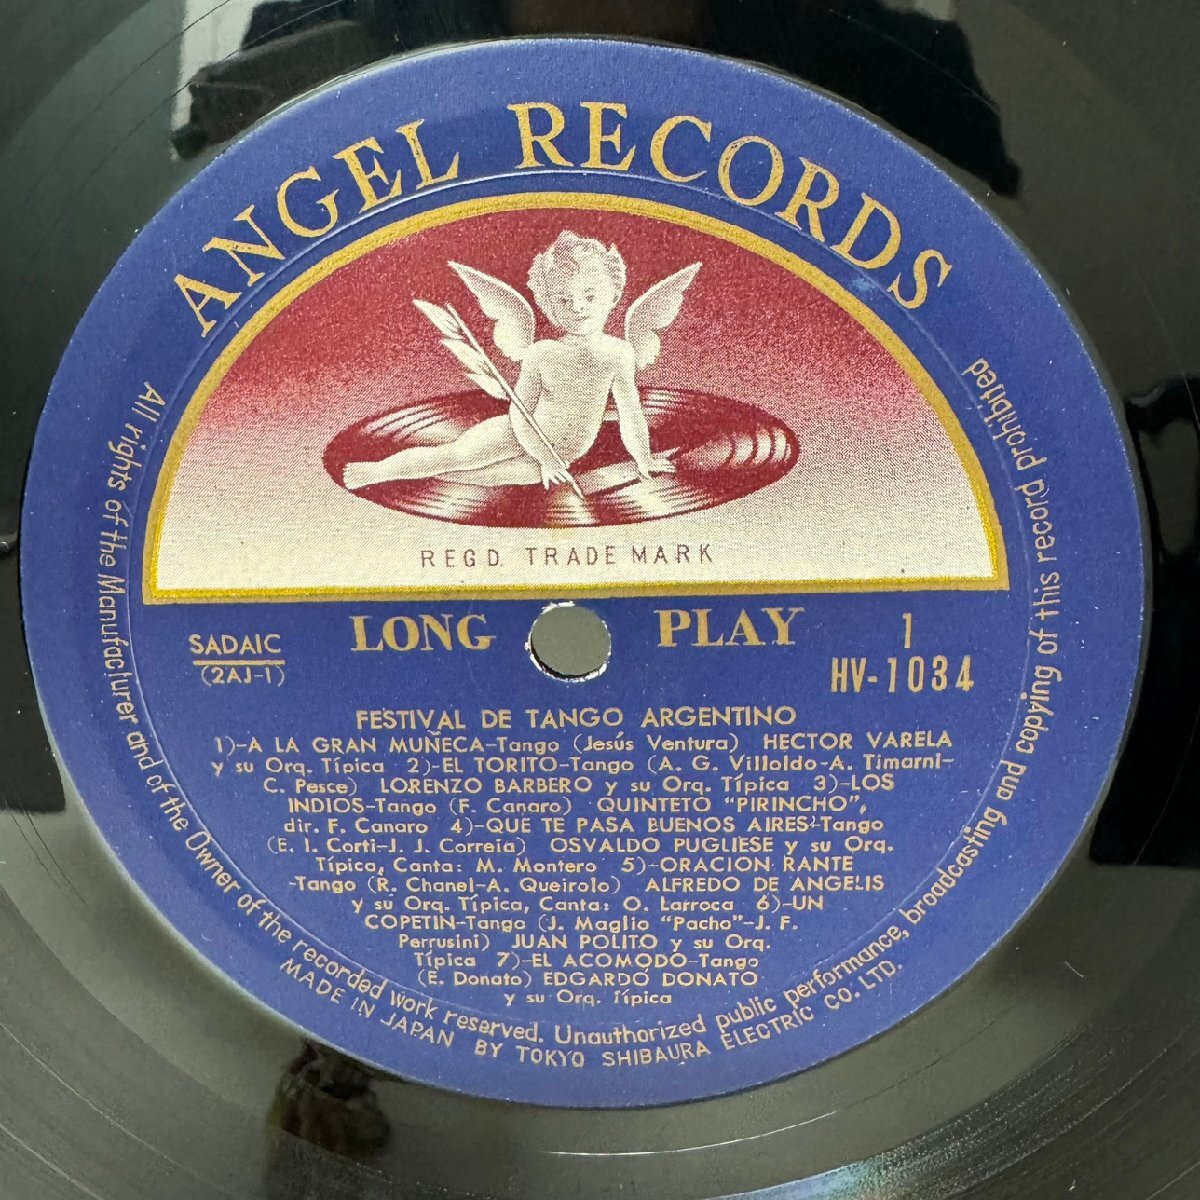 ANGEL RECORDS
REGD. TRADE MARK
LONG PLAY
SADAIC
(2AJ-1)
1
HV-1034
FESTIVAL DE TANGO ARGENTINO
1)-A LA GRAN MUÑECA-Tango (Jesús Ventura) HECTOR VARELA
y su Orq. Típica 2)-EL TORITO-Tango (A. G. Villoldo-A. Timarni-
C. Pesce) LORENZO BARBERO y su Orq. Típica 3)-LOS
INDIOS-Tango (F. Canaro) QUINTETO "PIRINCHO",
dir. F. Canaro 4)-QUE TE PASA BUENOS AIRES?-Tango
(E. I. Corti-J. J. Correia) OSVALDO PUGLIESE y su Orq.
Típica, Canta: M. Montero 5)-ORACION RANTE
-Tango (R. Chanel-A. Queirolo) ALFREDO DE ANGELIS
y su Orq. Típica, Canta: O. Larroca 6)-UN
COPETIN-Tango (J. Maglio "Pacho"-J. F.
Perrusini) JUAN POLITO y su Orq.
Típica 7)-EL ACOMODO-Tango
(E. Donato) EDGARDO DONATO
y su Orq. Típica
All rights of the Manufacturer and of the Owner of the recorded work reserved. Unauthorized public performance, broadcasting and copying of this record prohibited
MADE IN JAPAN BY TOKYO SHIBAURA ELECTRIC CO. LTD.